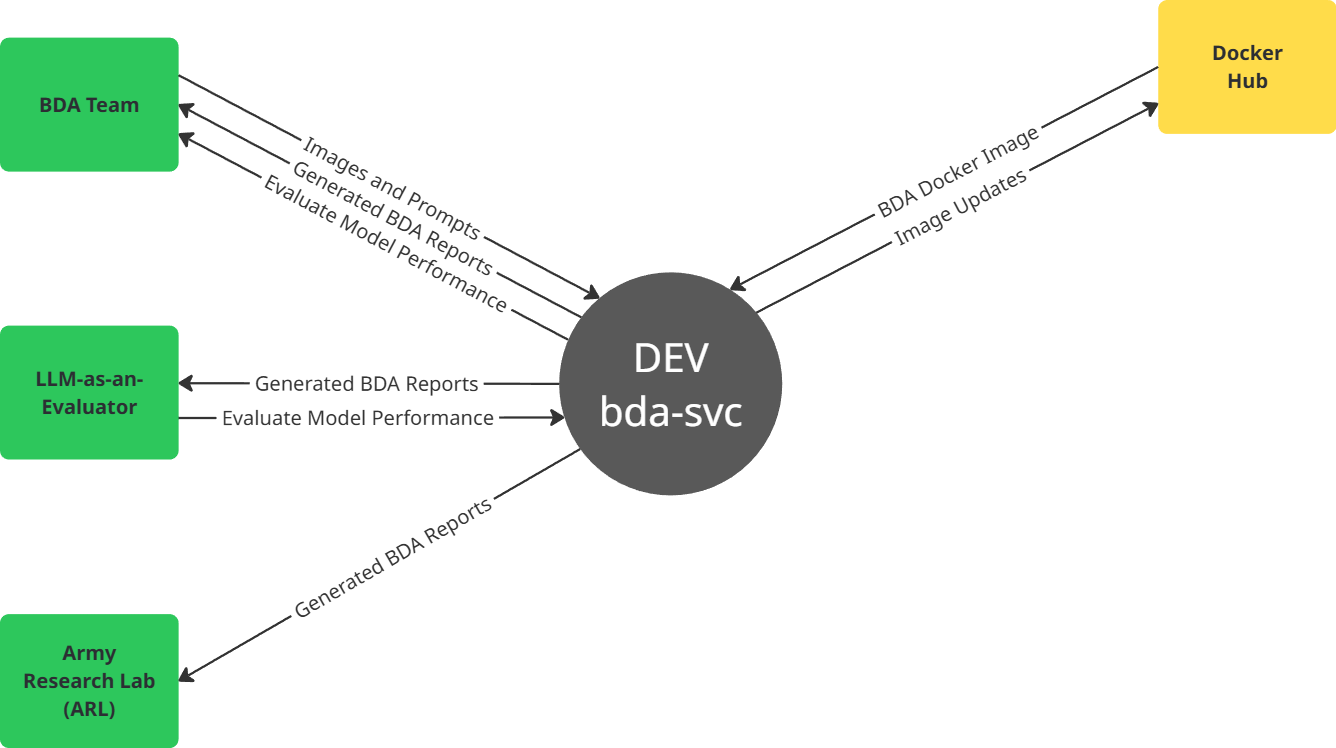 BDA Team
Docker
Hub
Images and Prompts
Generated BDA Reports
Evaluate Model Performance
BDA Docker Image
Image Updates
DEV
bda-svc
LLM-as-an-
Evaluator
Generated BDA Reports
Evaluate Model Performance
Generated BDA Reports
Army
Research Lab
(ARL)